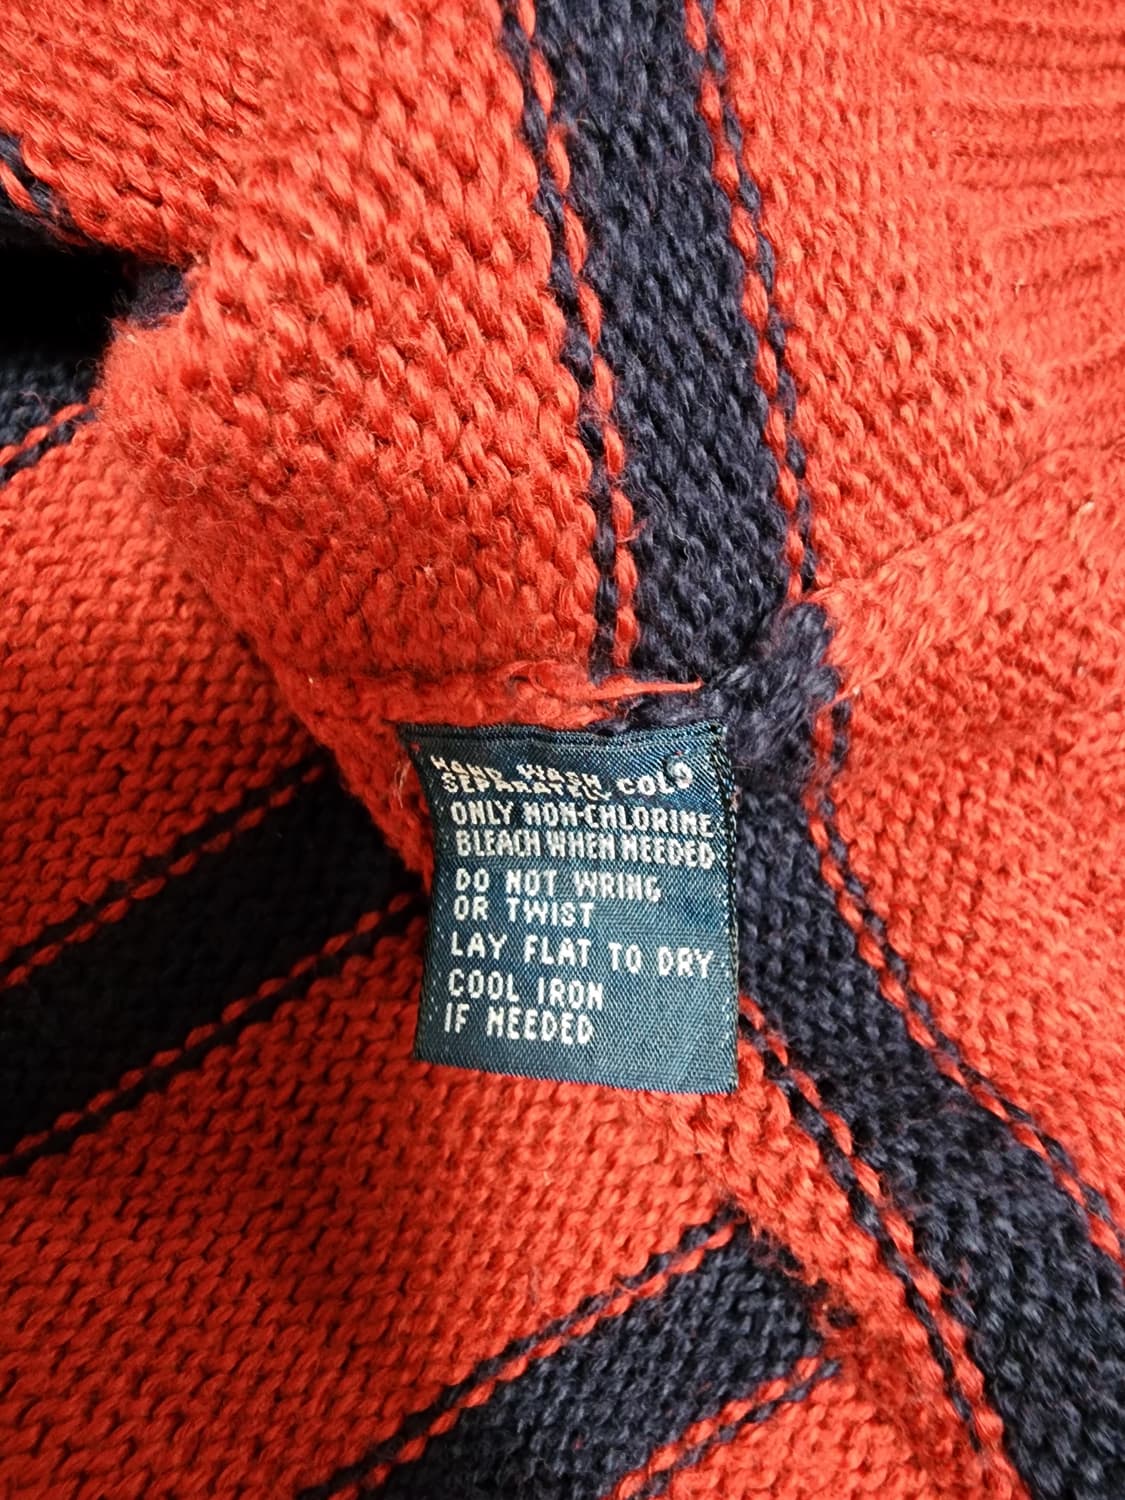 HAND WASH COLD
SEPARATELY.
ONLY NON-CHLORINE
BLEACH WHEN NEEDED
DO NOT WRING
OR TWIST
LAY FLAT TO DRY
COOL IRON
IF NEEDED